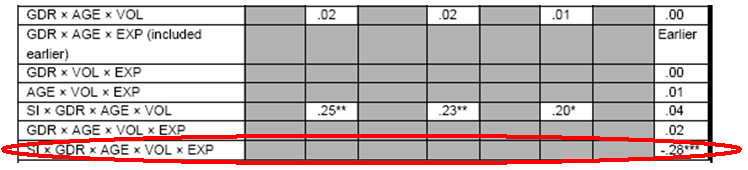 GDR × AGE × VOL .02 .02 .01 .00
GDR × AGE × EXP (included Earlier
earlier)
GDR × VOL × EXP .00
AGE × VOL × EXP .01
SI × GDR × AGE × VOL .25** .23** .20* .04
GDR × AGE × VOL × EXP .02
SI × GDR × AGE × VOL × EXP -.28***